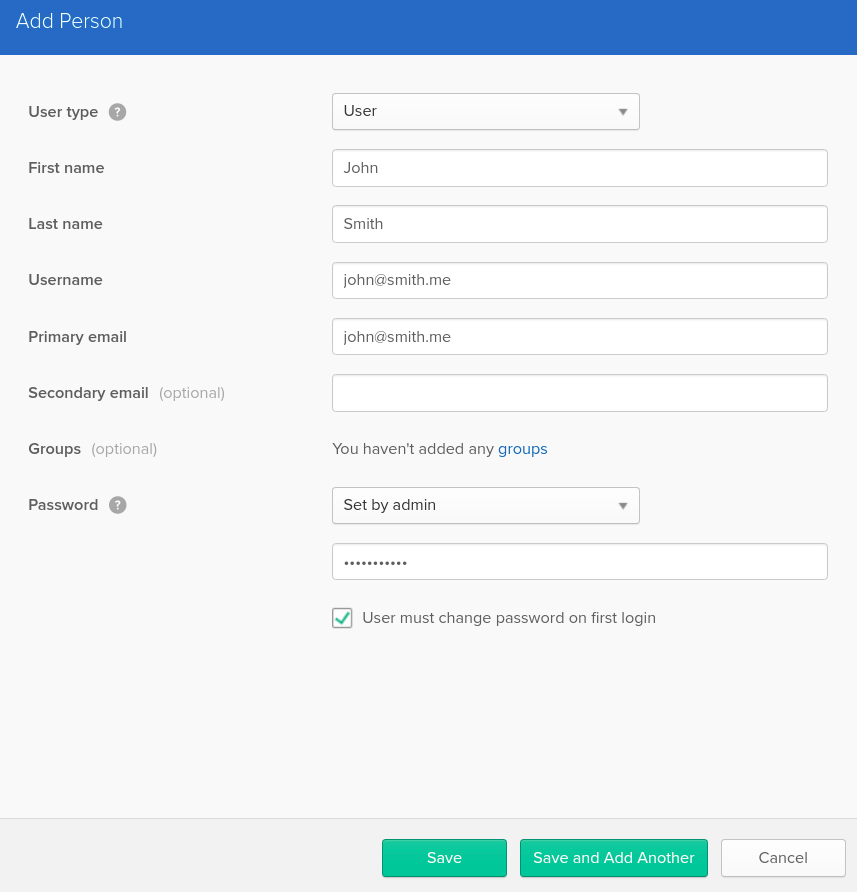 Add Person
User type ? User
First name John
Last name Smith
Username john@smith.me
Primary email john@smith.me
Secondary email (optional)
Groups (optional) You haven't added any groups
Password ? Set by admin
•••••••••••
User must change password on first login
Save Save and Add Another Cancel